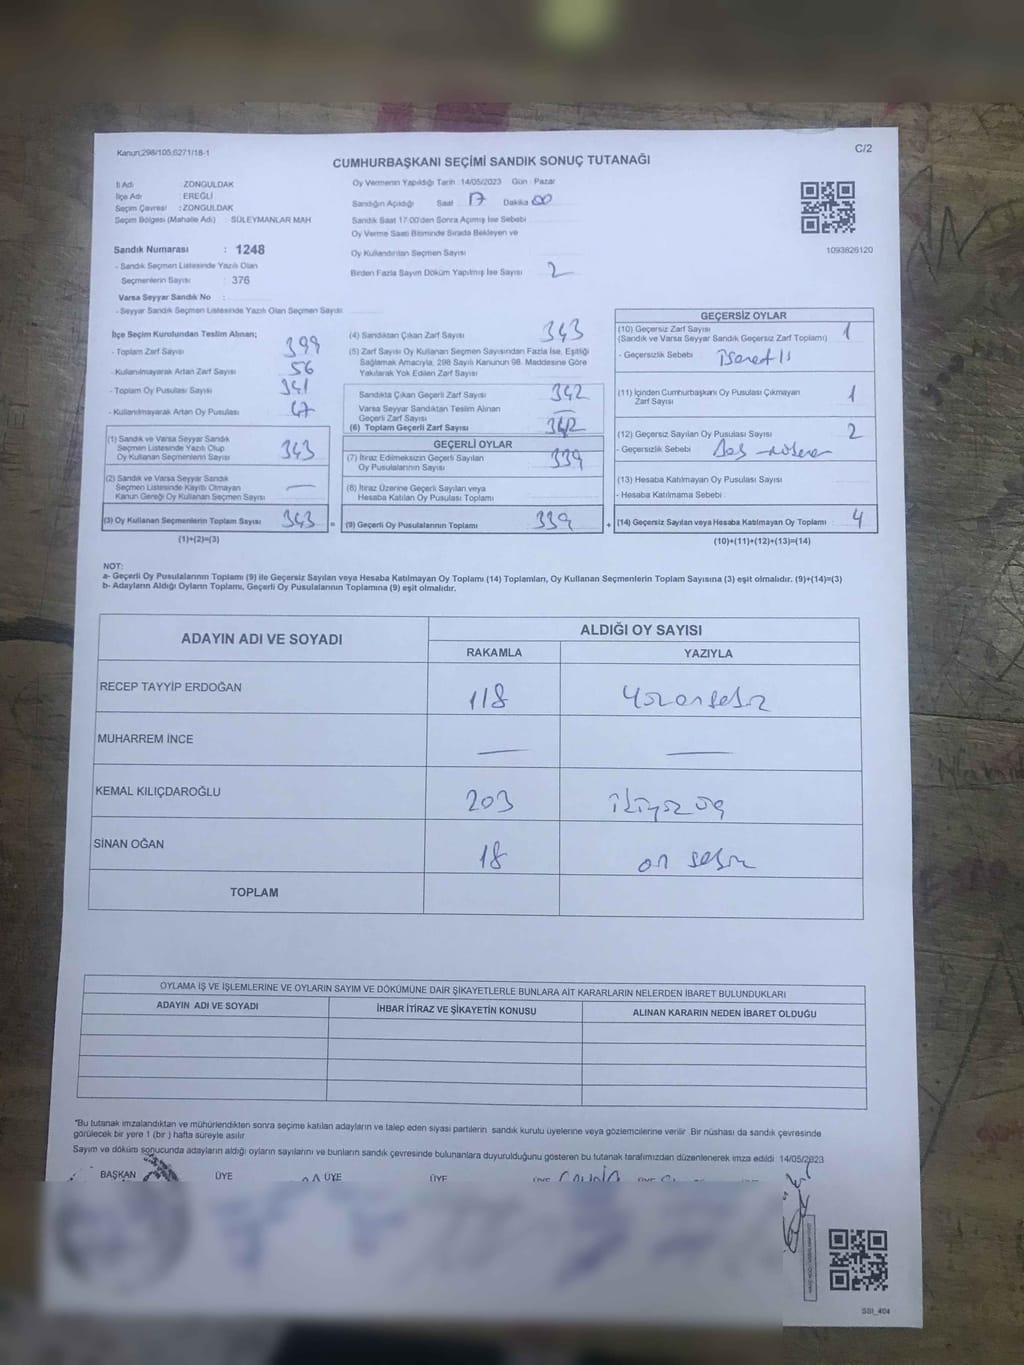 Kanun;298/105;6271/18-1
C/2
CUMHURBAŞKANI SEÇİMİ SANDIK SONUÇ TUTANAĞI
İl Adı : ZONGULDAK
İlçe Adı : EREĞLİ
Seçim Çevresi : ZONGULDAK
Seçim Bölgesi (Mahalle Adı) : SÜLEYMANLAR MAH
Sandık Numarası : 1248
- Sandık Seçmen Listesinde Yazılı Olan
Seçmenlerin Sayısı : 376
Varsa Seyyar Sandık No :
- Seyyar Sandık Seçmen Listesinde Yazılı Olan Seçmen Sayısı:
Oy Vermenin Yapıldığı Tarih : 14/05/2023 Gün : Pazar
Sandığın Açıldığı Saat : 17 Dakika 00
Sandık Saat 17:00'den Sonra Açımış İse Sebebi
Oy Verme Saati Bitiminde Sırada Bekleyen ve
Oy Kullandırılan Seçmen Sayısı
Birden Fazla Sayım Döküm Yapılmış İse Sayısı 2
1093826120
İlçe Seçim Kurulundan Teslim Alınan;
- Toplam Zarf Sayısı 399
- Kullanılmayarak Artan Zarf Sayısı 56
- Toplam Oy Pusulası Sayısı
- Kullanılmayarak Artan Oy Pusulası 47
(1) Sandık ve Varsa Seyyar Sandık
Seçmen Listesinde Yazılı Olup
Oy Kullanan Seçmenlerin Sayısı 343
(2) Sandık ve Varsa Seyyar Sandık
Seçmen Listesinde Kayıtlı Olmayan
Kanun Gereği Oy Kullanan Seçmen Sayısı —
(3) Oy Kullanan Seçmenlerin Toplam Sayısı 343 =
(1)+(2)=(3)
(4) Sandıktan Çıkan Zarf Sayısı 343
(5) Zarf Sayısı Oy Kullanan Seçmen Sayısından Fazla İse, Eşitliği
Sağlamak Amacıyla, 298 Sayılı Kanunun 98. Maddesine Göre
Yakılarak Yok Edilen Zarf Sayısı
Sandıkta Çıkan Geçerli Zarf Sayısı 342
Varsa Seyyar Sandıktan Teslim Alınan
Geçerli Zarf Sayısı —
(6) Toplam Geçerli Zarf Sayısı 342
GEÇERLİ OYLAR
(7) İtiraz Edilmeksizin Geçerli Sayılan
Oy Pusulalarının Sayısı 339
(8) İtiraz Üzerine Geçerli Sayılan veya
Hesaba Katılan Oy Pusulası Toplamı
(9) Geçerli Oy Pusulalarının Toplamı 339 +
GEÇERSİZ OYLAR
(10) Geçersiz Zarf Sayısı 1
(Sandık ve Varsa Seyyar Sandık Geçersiz Zarf Toplamı)
- Geçersizlik Sebebi : işaretli
(11) İçinden Cumhurbaşkanı Oy Pusulası Çıkmayan
Zarf Sayısı 1
(12) Geçersiz Sayılan Oy Pusulası Sayısı 2
- Geçersizlik Sebebi :
(13) Hesaba Katılmayan Oy Pusulası Sayısı
- Hesaba Katılmama Sebebi
(14) Geçersiz Sayılan veya Hesaba Katılmayan Oy Toplamı : 4
(10)+(11)+(12)+(13)=(14)
NOT:
a- Geçerli Oy Pusulalarının Toplamı (9) ile Geçersiz Sayılan veya Hesaba Katılmayan Oy Toplamı (14) Toplamları, Oy Kullanan Seçmenlerin Toplam Sayısına (3) eşit olmalıdır. (9)+(14)=(3)
b- Adayların Aldığı Oyların Toplamı, Geçerli Oy Pusulalarının Toplamına (9) eşit olmalıdır.
ADAYIN ADI VE SOYADI
ALDIĞI OY SAYISI
RAKAMLA YAZIYLA
RECEP TAYYİP ERDOĞAN 118 yüzonsekiz
MUHARREM İNCE — —
KEMAL KILIÇDAROĞLU 203 ikiyüz üç
SİNAN OĞAN 18 on sekiz
TOPLAM
OYLAMA İŞ VE İŞLEMLERİNE VE OYLARIN SAYIM VE DÖKÜMÜNE DAİR ŞİKAYETLERLE BUNLARA AİT KARARLARIN NELERDEN İBARET BULUNDUKLARI
ADAYIN ADI VE SOYADI İHBAR İTİRAZ VE ŞİKAYETİN KONUSU ALINAN KARARIN NEDEN İBARET OLDUĞU
*Bu tutanak imzalandıktan ve mühürlendikten sonra seçime katılan adayların ve talep eden siyasi partilerin sandık kurulu üyelerine veya gözlemcilerine verilir. Bir nüshası da sandık çevresinde
görülecek bir yere 1 (bir ) hafta süreyle asılır.
Sayım ve döküm sonucunda adayların aldığı oyların sayılarını ve bunların sandık çevresinde bulunanlara duyurulduğunu gösteren bu tutanak tarafımızdan düzenlenerek imza edildi. 14/05/2023
BAŞKAN ÜYE ÜYE ÜYE ÜYE ÜYE
SBI_404